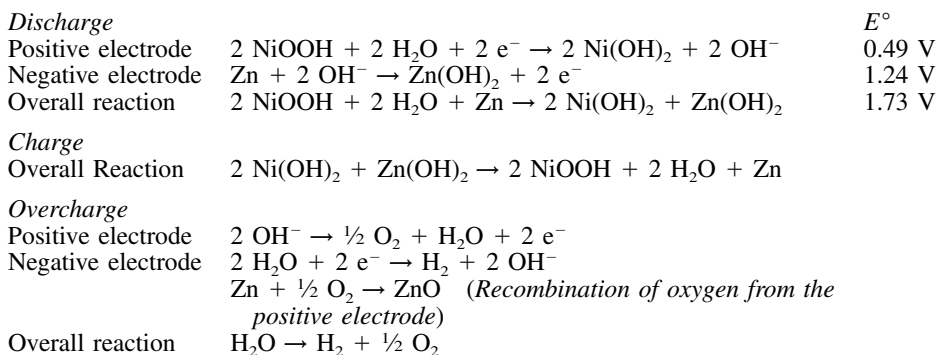 Discharge E°
Positive electrode 2 NiOOH + 2 H₂O + 2 e⁻ → 2 Ni(OH)₂ + 2 OH⁻ 0.49 V
Negative electrode Zn + 2 OH⁻ → Zn(OH)₂ + 2 e⁻ 1.24 V
Overall reaction 2 NiOOH + 2 H₂O + Zn → 2 Ni(OH)₂ + Zn(OH)₂ 1.73 V
Charge
Overall Reaction 2 Ni(OH)₂ + Zn(OH)₂ → 2 NiOOH + 2 H₂O + Zn
Overcharge
Positive electrode 2 OH⁻ → ½ O₂ + H₂O + 2 e⁻
Negative electrode 2 H₂O + 2 e⁻ → H₂ + 2 OH⁻
Zn + ½ O₂ → ZnO (Recombination of oxygen from the
positive electrode)
Overall reaction H₂O → H₂ + ½ O₂